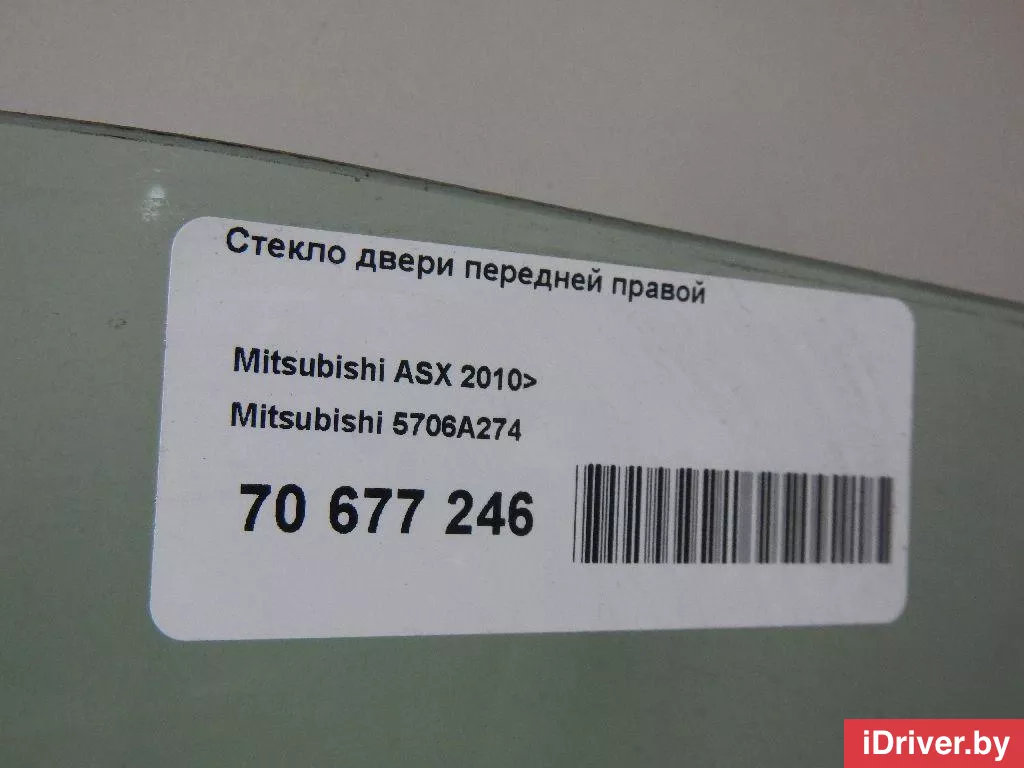 Стекло двери передней правой
Mitsubishi ASX 2010>
Mitsubishi 5706A274
70 677 246
iDriver.by